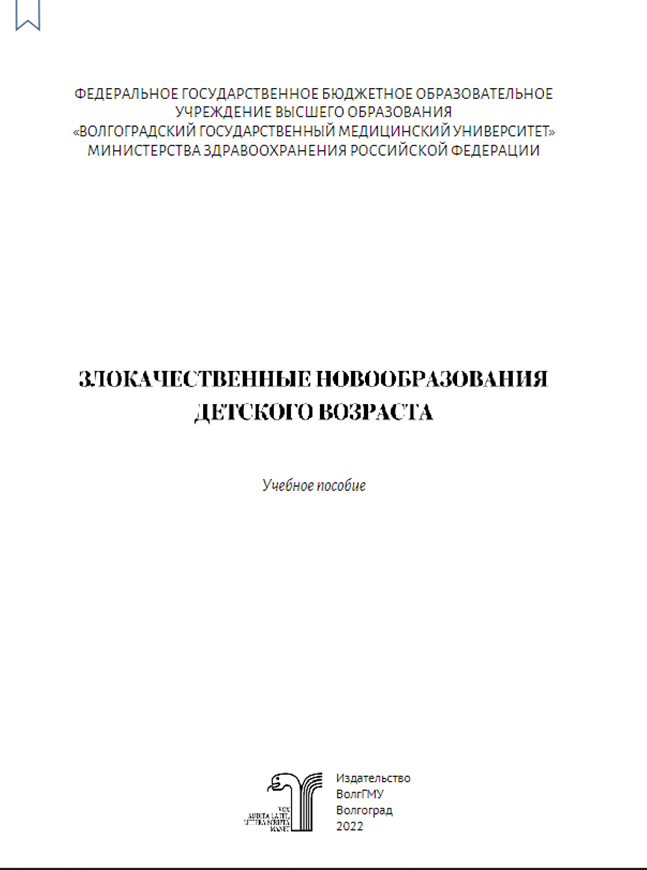 ФЕДЕРАЛЬНОЕ ГОСУДАРСТВЕННОЕ БЮДЖЕТНОЕ ОБРАЗОВАТЕЛЬНОЕ
УЧРЕЖДЕНИЕ ВЫСШЕГО ОБРАЗОВАНИЯ
«ВОЛГОГРАДСКИЙ ГОСУДАРСТВЕННЫЙ МЕДИЦИНСКИЙ УНИВЕРСИТЕТ»
МИНИСТЕРСТВА ЗДРАВООХРАНЕНИЯ РОССИЙСКОЙ ФЕДЕРАЦИИ
ЗЛОКАЧЕСТВЕННЫЕ НОВООБРАЗОВАНИЯ
ДЕТСКОГО ВОЗРАСТА
Учебное пособие
VOX
AUDITA LATET,
LITTERA SCRIPTA
MANET
Издательство
ВолгГМУ
Волгоград
2022